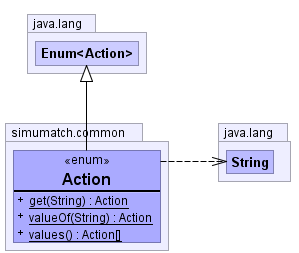 java.lang
Enum<Action>
simumatch.common
java.lang
«enum»
Action
String
+ get(String) : Action
+ valueOf(String) : Action
+ values() : Action[]